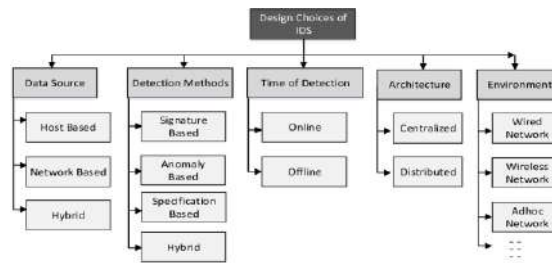 Design Choices of
IDS
Data Source
Detection Methods
Time of Detection
Architecture
Environment
Host Based
Network Based
Hybrid
Signature
Based
Anomaly
Based
Specification
Based
Hybrid
Online
Offline
Centralized
Distributed
Wired
Network
Wireless
Network
Adhoc
Network